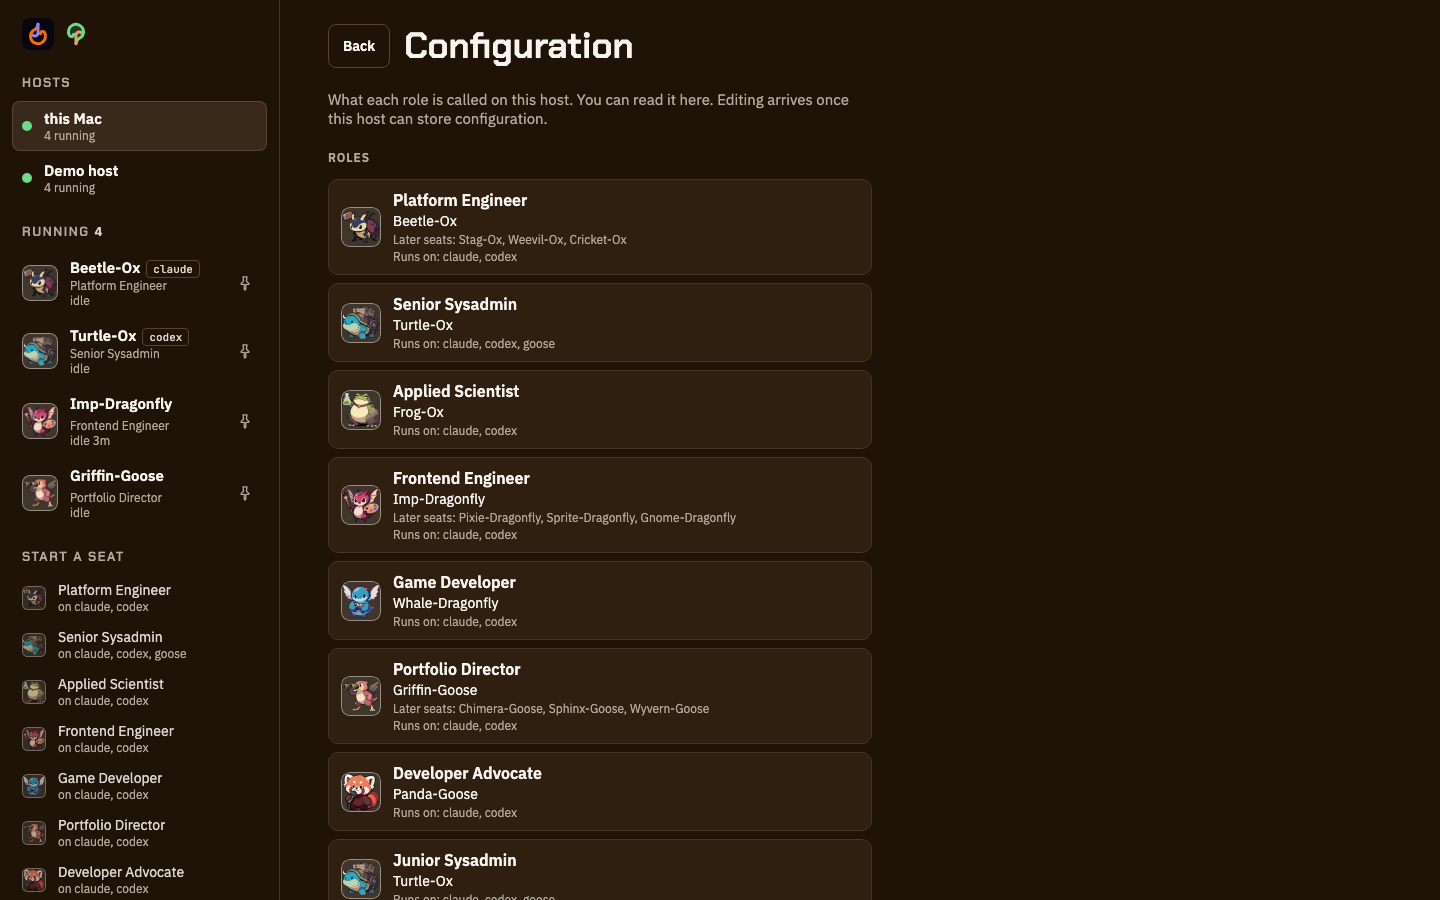 HOSTS
this Mac
4 running
Demo host
4 running
RUNNING 4
Beetle-Ox claude
Platform Engineer
idle
Turtle-Ox codex
Senior Sysadmin
idle
Imp-Dragonfly
Frontend Engineer
idle 3m
Griffin-Goose
Portfolio Director
idle
START A SEAT
Platform Engineer
on claude, codex
Senior Sysadmin
on claude, codex, goose
Applied Scientist
on claude, codex
Frontend Engineer
on claude, codex
Game Developer
on claude, codex
Portfolio Director
on claude, codex
Developer Advocate
on claude, codex
Back
Configuration
What each role is called on this host. You can read it here. Editing arrives once
this host can store configuration.
ROLES
Platform Engineer
Beetle-Ox
Later seats: Stag-Ox, Weevil-Ox, Cricket-Ox
Runs on: claude, codex
Senior Sysadmin
Turtle-Ox
Runs on: claude, codex, goose
Applied Scientist
Frog-Ox
Runs on: claude, codex
Frontend Engineer
Imp-Dragonfly
Later seats: Pixie-Dragonfly, Sprite-Dragonfly, Gnome-Dragonfly
Runs on: claude, codex
Game Developer
Whale-Dragonfly
Runs on: claude, codex
Portfolio Director
Griffin-Goose
Later seats: Chimera-Goose, Sphinx-Goose, Wyvern-Goose
Runs on: claude, codex
Developer Advocate
Panda-Goose
Runs on: claude, codex
Junior Sysadmin
Turtle-Ox
Runs on: claude, codex, goose